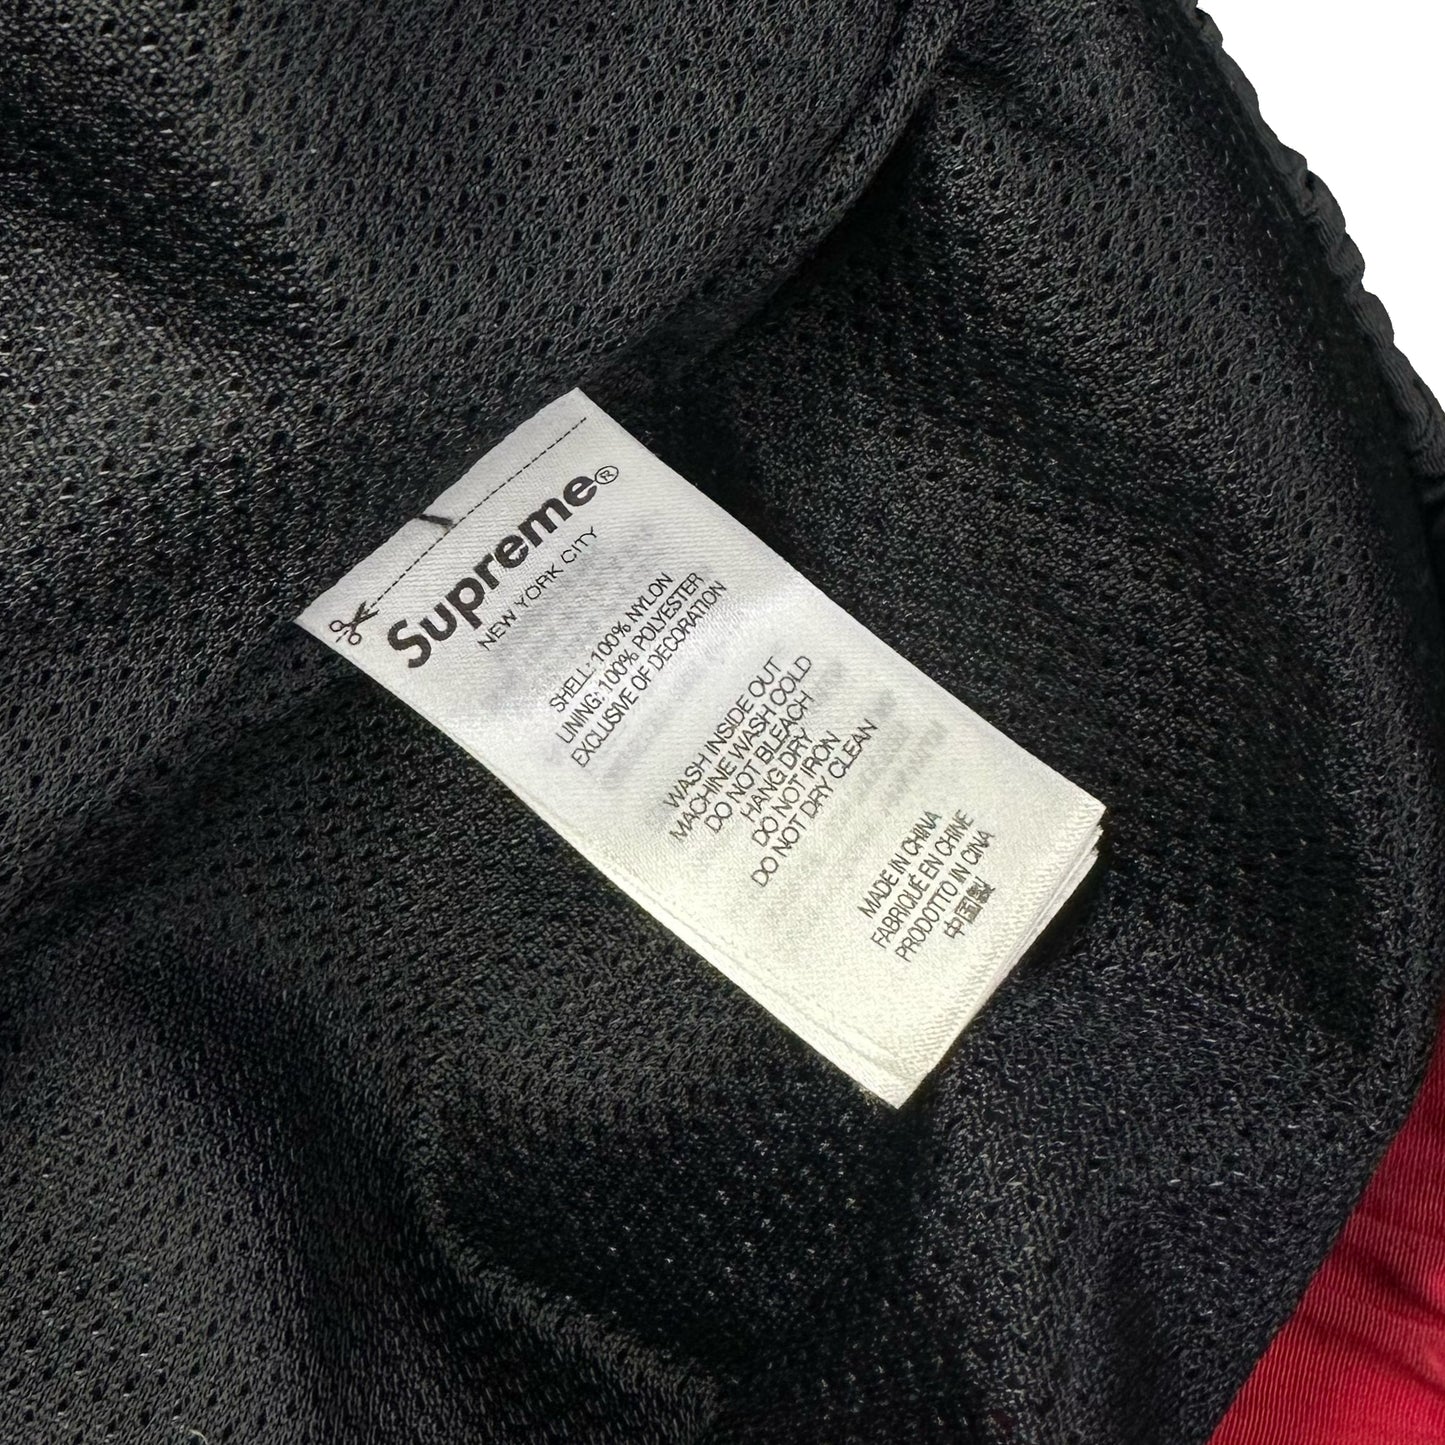 Supreme®
NEW YORK CITY
SHELL: 100% NYLON
LINING: 100% POLYESTER
EXCLUSIVE OF DECORATION
WASH INSIDE OUT
MACHINE WASH COLD
DO NOT BLEACH
HANG DRY
DO NOT IRON
DO NOT DRY CLEAN
MADE IN CHINA
FABRIQUÉ EN CHINE
PRODOTTO IN CINA
中国製